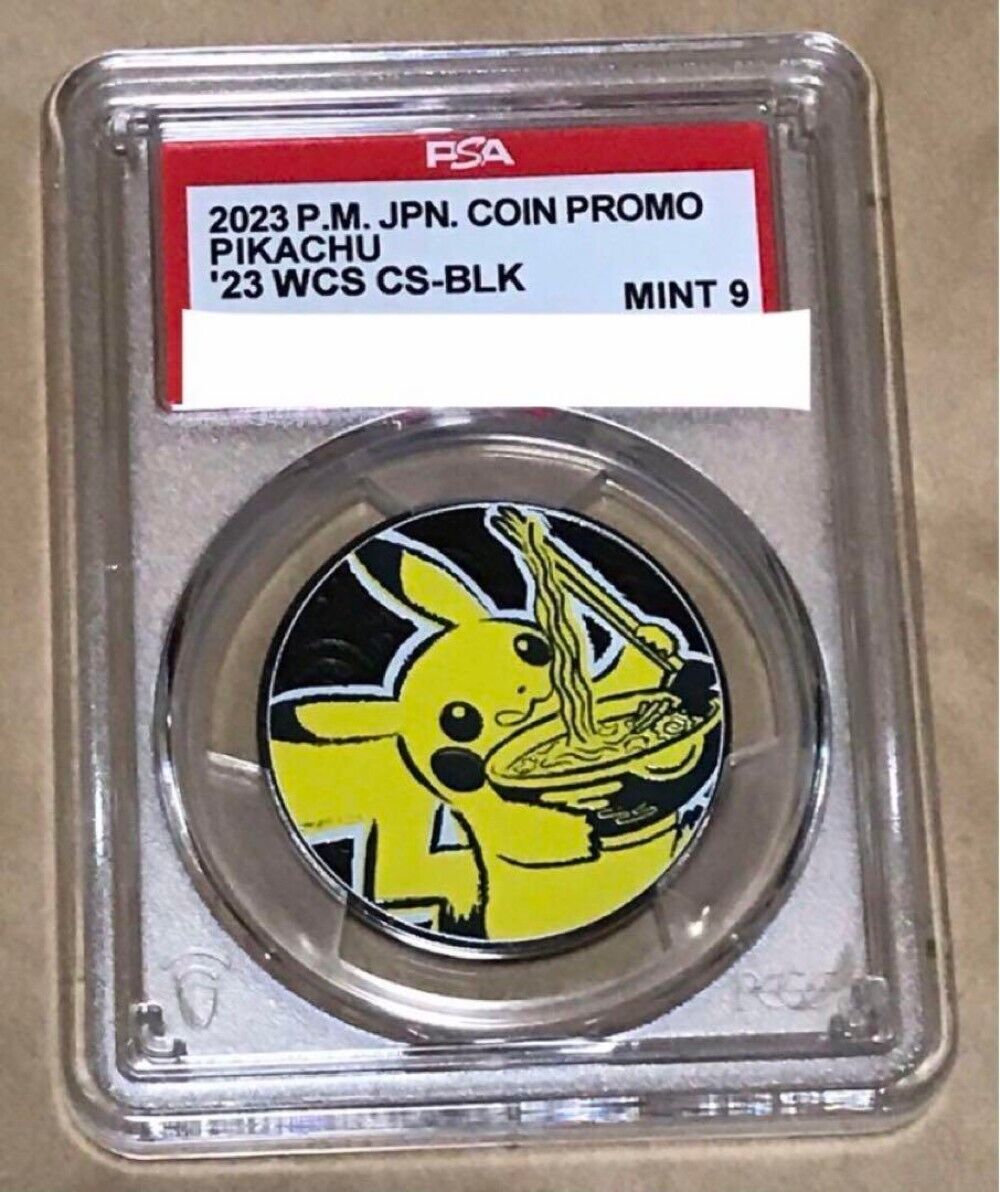 PSA
2023 P.M. JPN. COIN PROMO
PIKACHU
'23 WCS CS-BLK
MINT 9